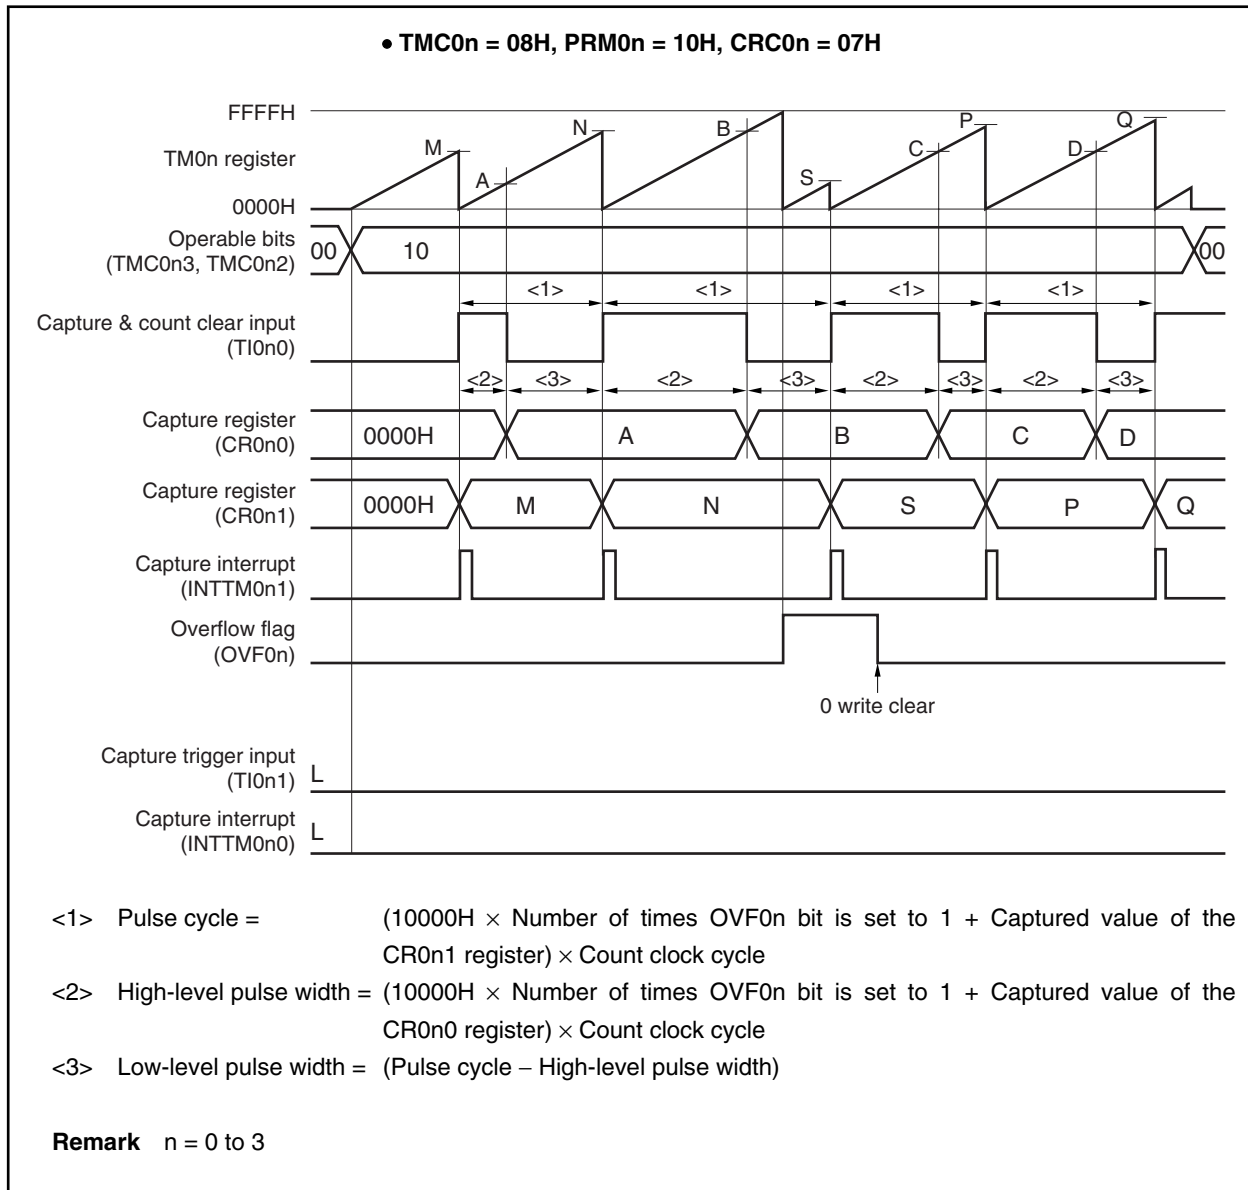 • TMC0n = 08H, PRM0n = 10H, CRC0n = 07H
FFFFH
M
N
B
P
Q
TM0n register
A
S
C
D
0000H
Operable bits
(TMC0n3, TMC0n2)
00
10
00
<1>
<1>
<1>
<1>
Capture & count clear input
(TI0n0)
<2>
<3>
<2>
<3>
<2>
<3>
<2>
<3>
Capture register
(CR0n0)
0000H
A
B
C
D
Capture register
(CR0n1)
0000H
M
N
S
P
Q
Capture interrupt
(INTTM0n1)
Overflow flag
(OVF0n)
0 write clear
Capture trigger input
(TI0n1)
L
Capture interrupt
(INTTM0n0)
L
<1> Pulse cycle = (10000H × Number of times OVF0n bit is set to 1 + Captured value of the
CR0n1 register) × Count clock cycle
<2> High-level pulse width = (10000H × Number of times OVF0n bit is set to 1 + Captured value of the
CR0n0 register) × Count clock cycle
<3> Low-level pulse width = (Pulse cycle – High-level pulse width)
Remark n = 0 to 3